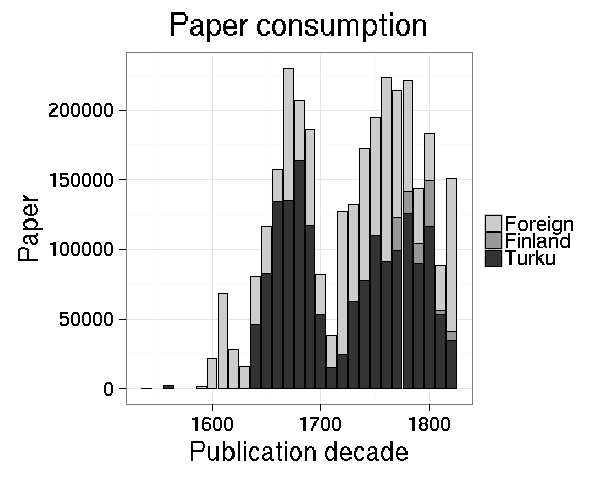 Paper consumption
Paper
200000
150000
100000
50000
0
1600 1700 1800
Publication decade
Foreign
Finland
Turku